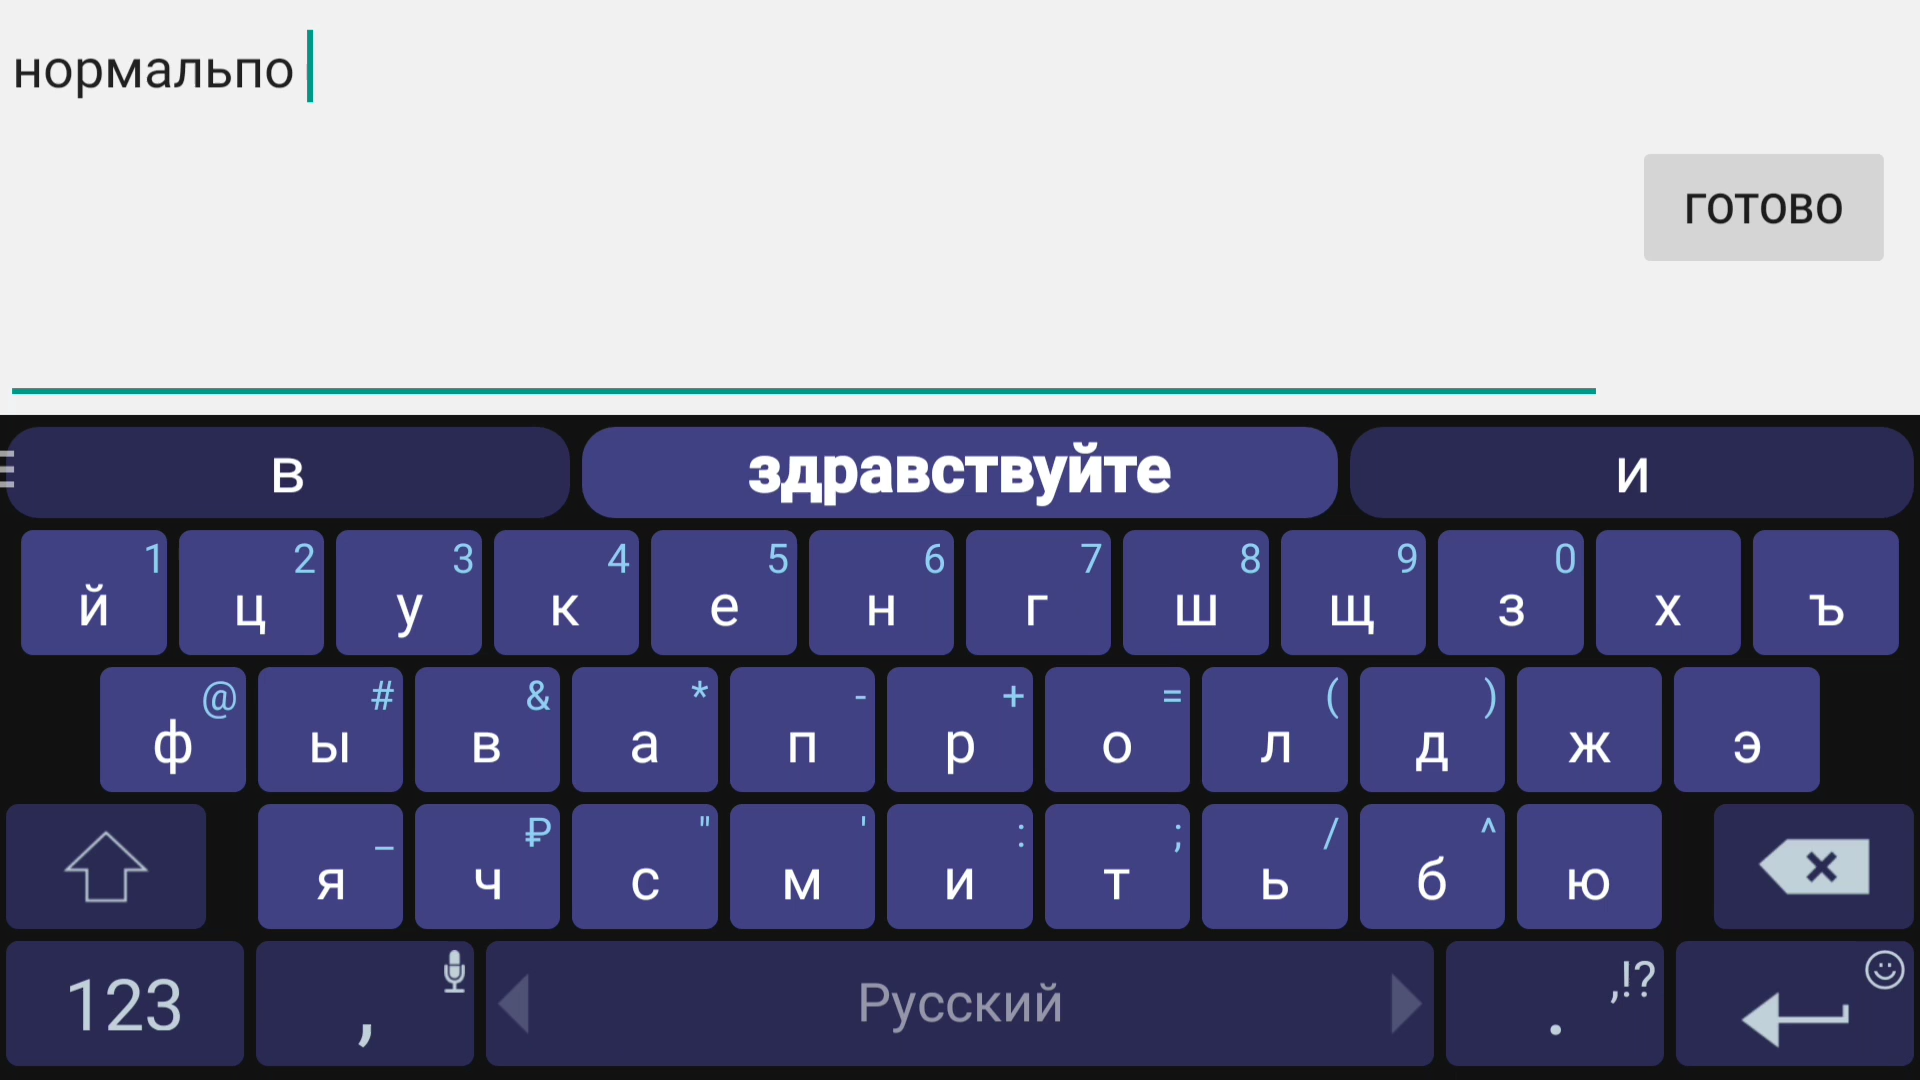 нормальпо
готово
в здравствуйте и
1 2 3 4 5 6 7 8 9 0
й ц у к е н г ш щ з х ъ
@ # & * - + = ( )
ф ы в а п р о л д ж э
_ ₽ " ' : ; / ^
я ч с м и т ь б ю
123 , Русский . ,!?